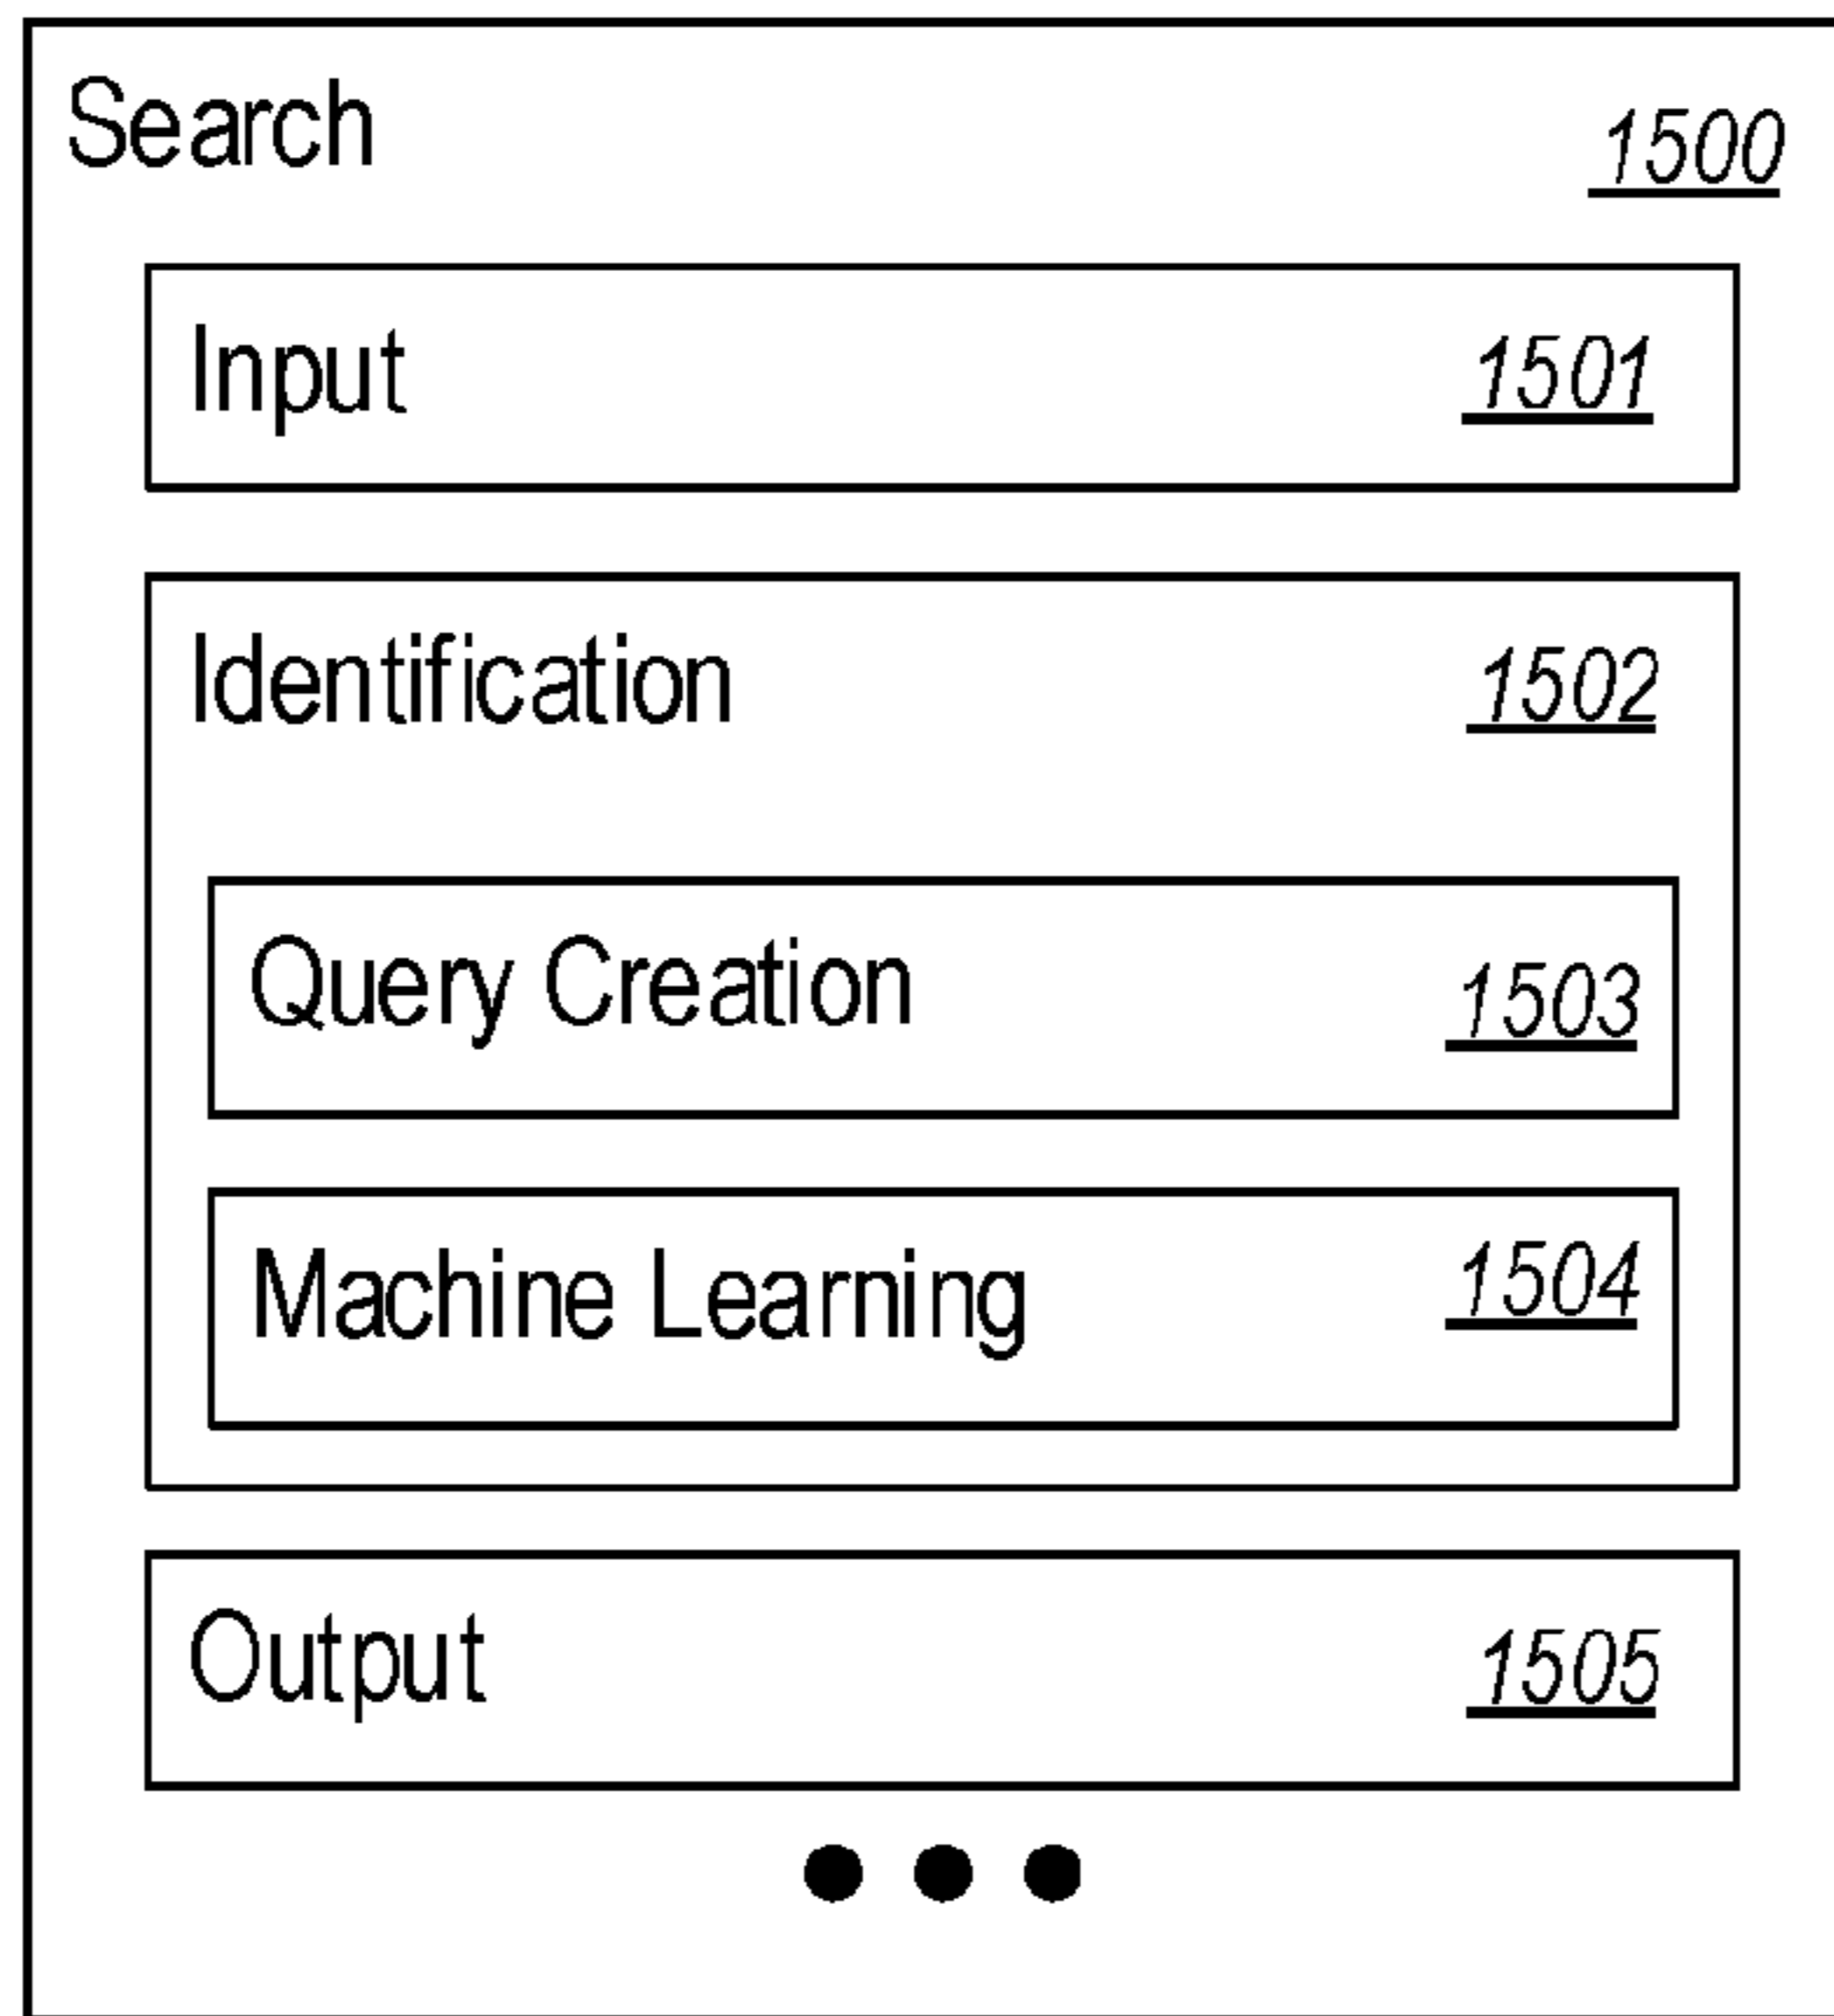 Search 1500
Input 1501
Identification 1502
Query Creation 1503
Machine Learning 1504
Output 1505